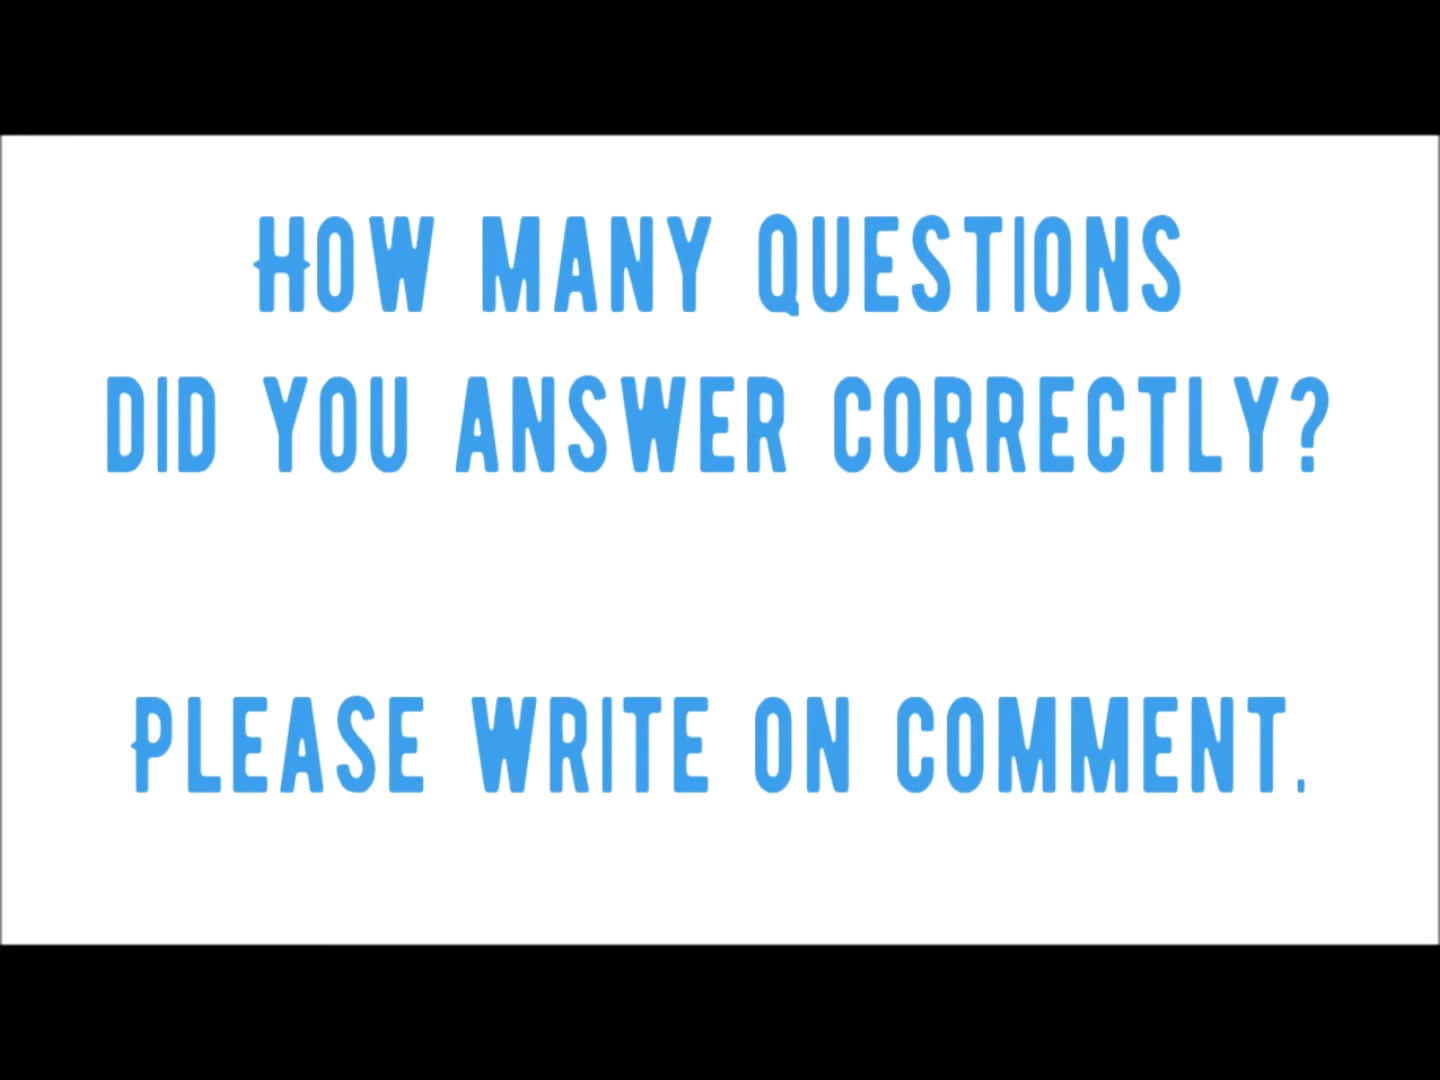 How many questions
did you answer correctly?
Please write on comment.